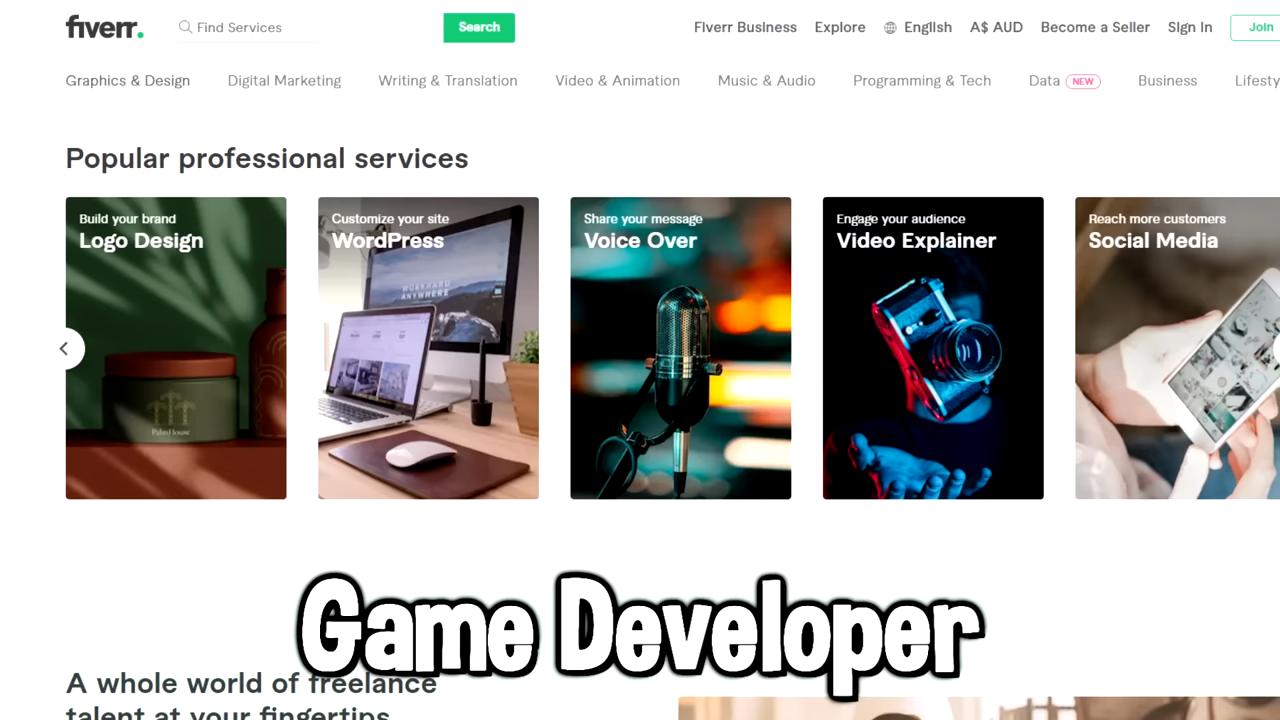 fiverr.
Find Services
Search
Fiverr Business
Explore
English
A$ AUD
Become a Seller
Sign In
Join
Graphics & Design
Digital Marketing
Writing & Translation
Video & Animation
Music & Audio
Programming & Tech
Data NEW
Business
Lifesty
Popular professional services
Build your brand
Logo Design
Customize your site
WordPress
WORKHARD
ANYWHERE
Share your message
Voice Over
Engage your audience
Video Explainer
Reach more customers
Social Media
PalmHouse
Game Developer
A whole world of freelance
talent at your fingertips